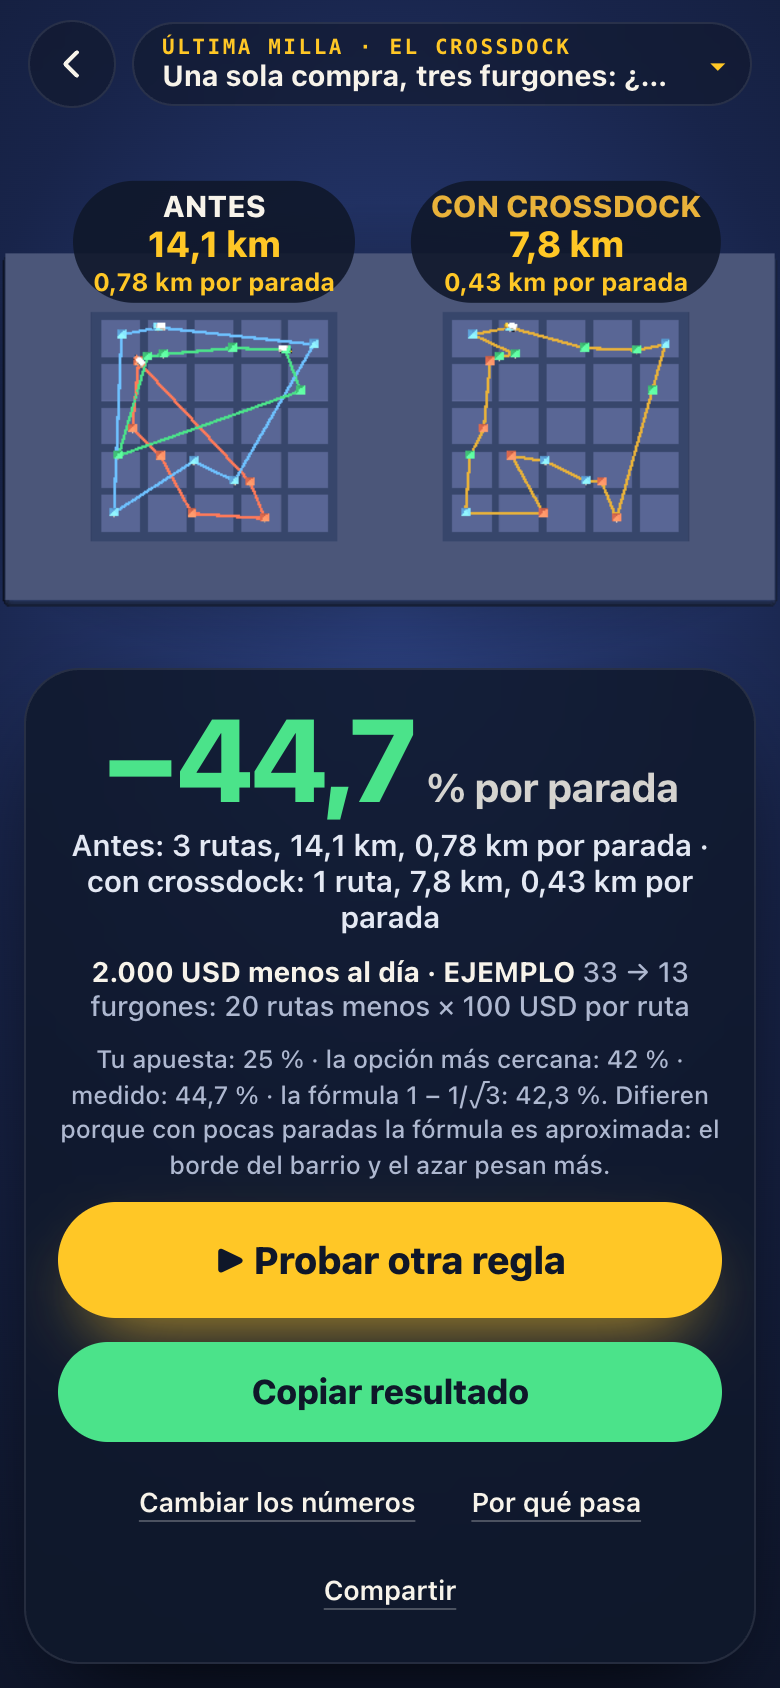 ÚLTIMA MILLA · EL CROSSDOCK
Una sola compra, tres furgones: ¿...
ANTES
14,1 km
0,78 km por parada
CON CROSSDOCK
7,8 km
0,43 km por parada
−44,7 % por parada
Antes: 3 rutas, 14,1 km, 0,78 km por parada ·
con crossdock: 1 ruta, 7,8 km, 0,43 km por
parada
2.000 USD menos al día · EJEMPLO 33 → 13
furgones: 20 rutas menos × 100 USD por ruta
Tu apuesta: 25 % · la opción más cercana: 42 % ·
medido: 44,7 % · la fórmula 1 − 1/√3: 42,3 %. Difieren
porque con pocas paradas la fórmula es aproximada: el
borde del barrio y el azar pesan más.
▶ Probar otra regla
Copiar resultado
Cambiar los números
Por qué pasa
Compartir